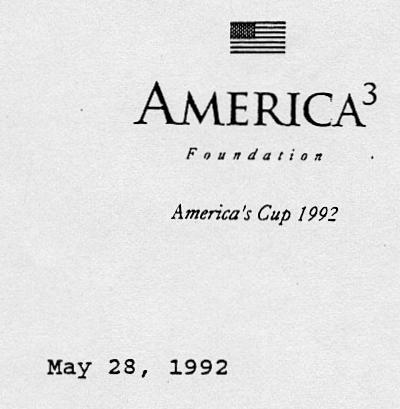 AMERICA³
Foundation
America's Cup 1992
May 28, 1992